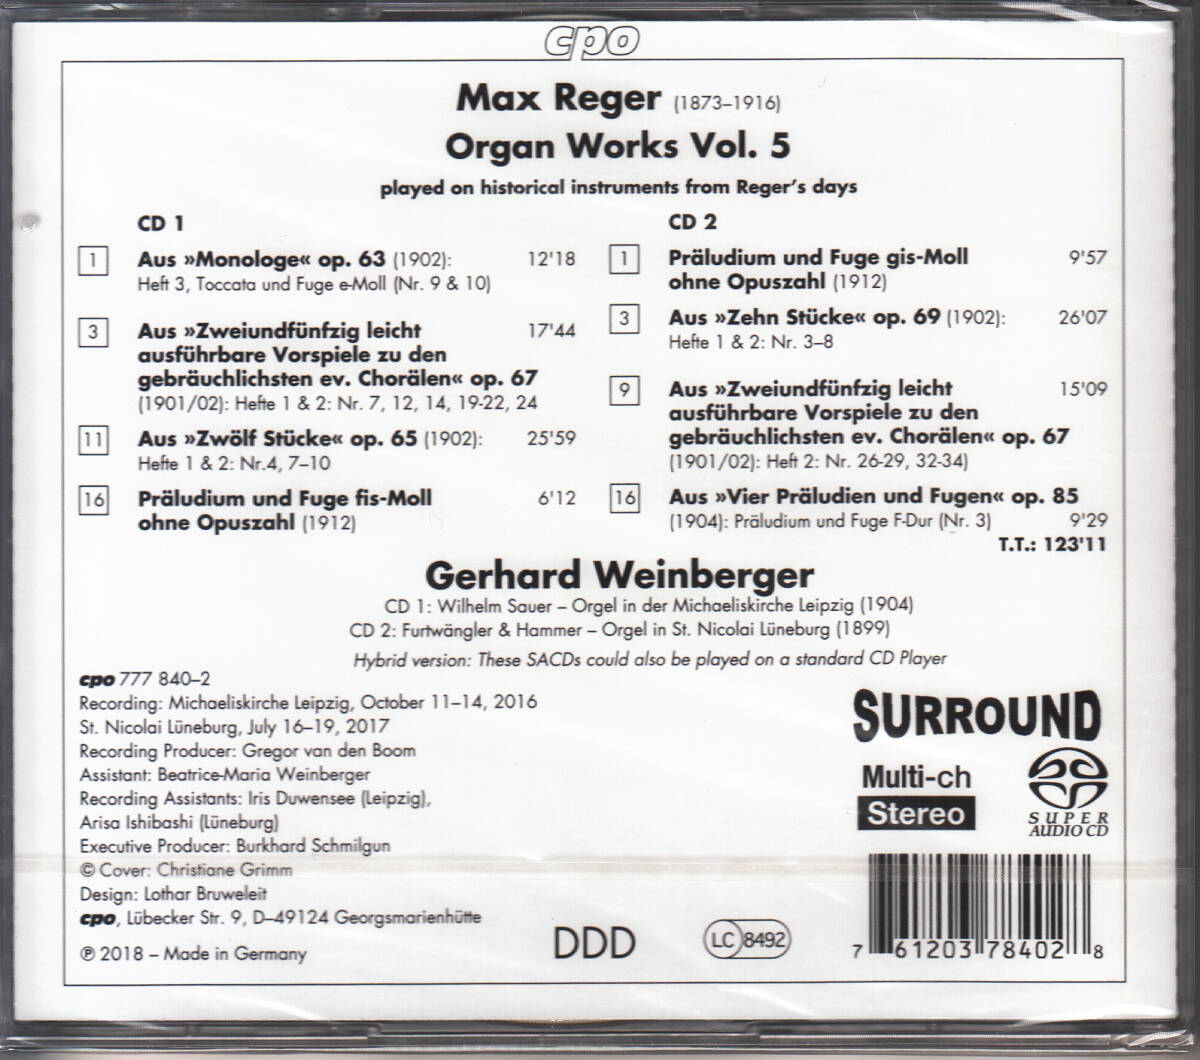 cpo
Max Reger (1873–1916)
Organ Works Vol. 5
played on historical instruments from Reger's days
CD 1
1 Aus »Monologe« op. 63 (1902): 12'18
Heft 3, Toccata und Fuge e-Moll (Nr. 9 & 10)
3 Aus »Zweiundfünfzig leicht 17'44
ausführbare Vorspiele zu den
gebräuchlichsten ev. Chorälen« op. 67
(1901/02): Hefte 1 & 2: Nr. 7, 12, 14, 19-22, 24
11 Aus »Zwölf Stücke« op. 65 (1902): 25'59
Hefte 1 & 2: Nr.4, 7–10
16 Präludium und Fuge fis-Moll 6'12
ohne Opuszahl (1912)
CD 2
1 Präludium und Fuge gis-Moll 9'57
ohne Opuszahl (1912)
3 Aus »Zehn Stücke« op. 69 (1902): 26'07
Hefte 1 & 2: Nr. 3–8
9 Aus »Zweiundfünfzig leicht 15'09
ausführbare Vorspiele zu den
gebräuchlichsten ev. Chorälen« op. 67
(1901/02): Heft 2: Nr. 26-29, 32-34)
16 Aus »Vier Präludien und Fugen« op. 85
(1904): Präludium und Fuge F-Dur (Nr. 3) 9'29
T.T.: 123'11
Gerhard Weinberger
CD 1: Wilhelm Sauer – Orgel in der Michaeliskirche Leipzig (1904)
CD 2: Furtwängler & Hammer – Orgel in St. Nicolai Lüneburg (1899)
Hybrid version: These SACDs could also be played on a standard CD Player
cpo 777 840–2
Recording: Michaeliskirche Leipzig, October 11–14, 2016
St. Nicolai Lüneburg, July 16–19, 2017
Recording Producer: Gregor van den Boom
Assistant: Beatrice-Maria Weinberger
Recording Assistants: Iris Duwensee (Leipzig),
Arisa Ishibashi (Lüneburg)
Executive Producer: Burkhard Schmilgun
© Cover: Christiane Grimm
Design: Lothar Bruweleit
cpo, Lübecker Str. 9, D–49124 Georgsmarienhütte
℗ 2018 – Made in Germany
DDD
LC 8492
SURROUND
Multi-ch
Stereo
SUPER
AUDIO CD
7 61203 78402 8